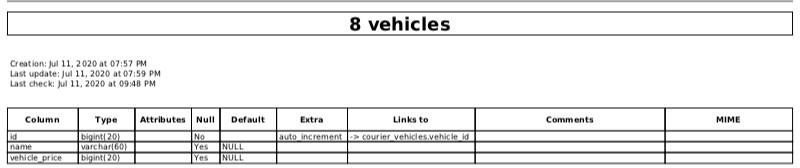 8 vehicles
Creation: Jul 11, 2020 at 07:57 PM
Last update: Jul 11, 2020 at 07:59 PM
Last check: Jul 11, 2020 at 09:48 PM
Column Type Attributes Null Default Extra Links to Comments MIME
id bigint(20) No auto_increment -> courier_vehicles.vehicle_id
name varchar(60) Yes NULL
vehicle_price bigint(20) Yes NULL